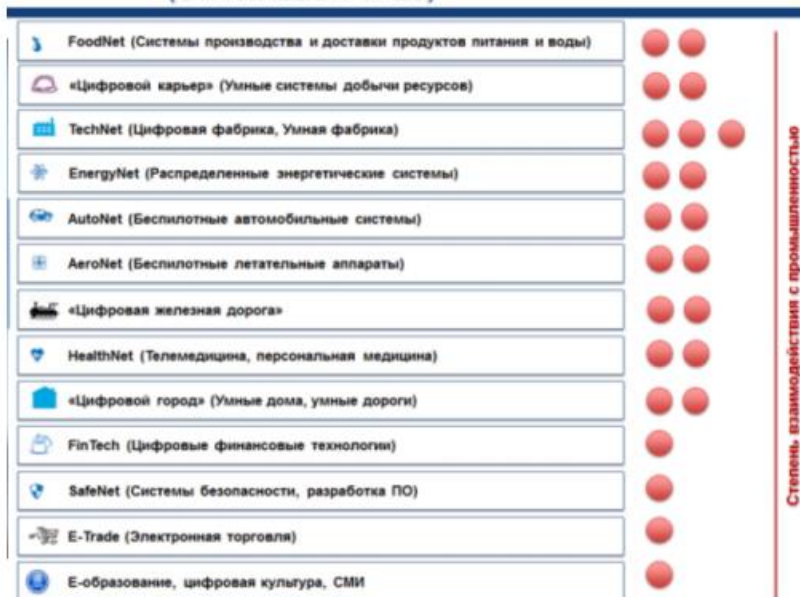 FoodNet (Системы производства и доставки продуктов питания и воды)
«Цифровой карьер» (Умные системы добычи ресурсов)
TechNet (Цифровая фабрика, Умная фабрика)
EnergyNet (Распределенные энергетические системы)
AutoNet (Беспилотные автомобильные системы)
AeroNet (Беспилотные летательные аппараты)
«Цифровая железная дорога»
HealthNet (Телемедицина, персональная медицина)
«Цифровой город» (Умные дома, умные дороги)
FinTech (Цифровые финансовые технологии)
SafeNet (Системы безопасности, разработка ПО)
E-Trade (Электронная торговля)
Е-образование, цифровая культура, СМИ
Степень взаимодействия с промышленностью